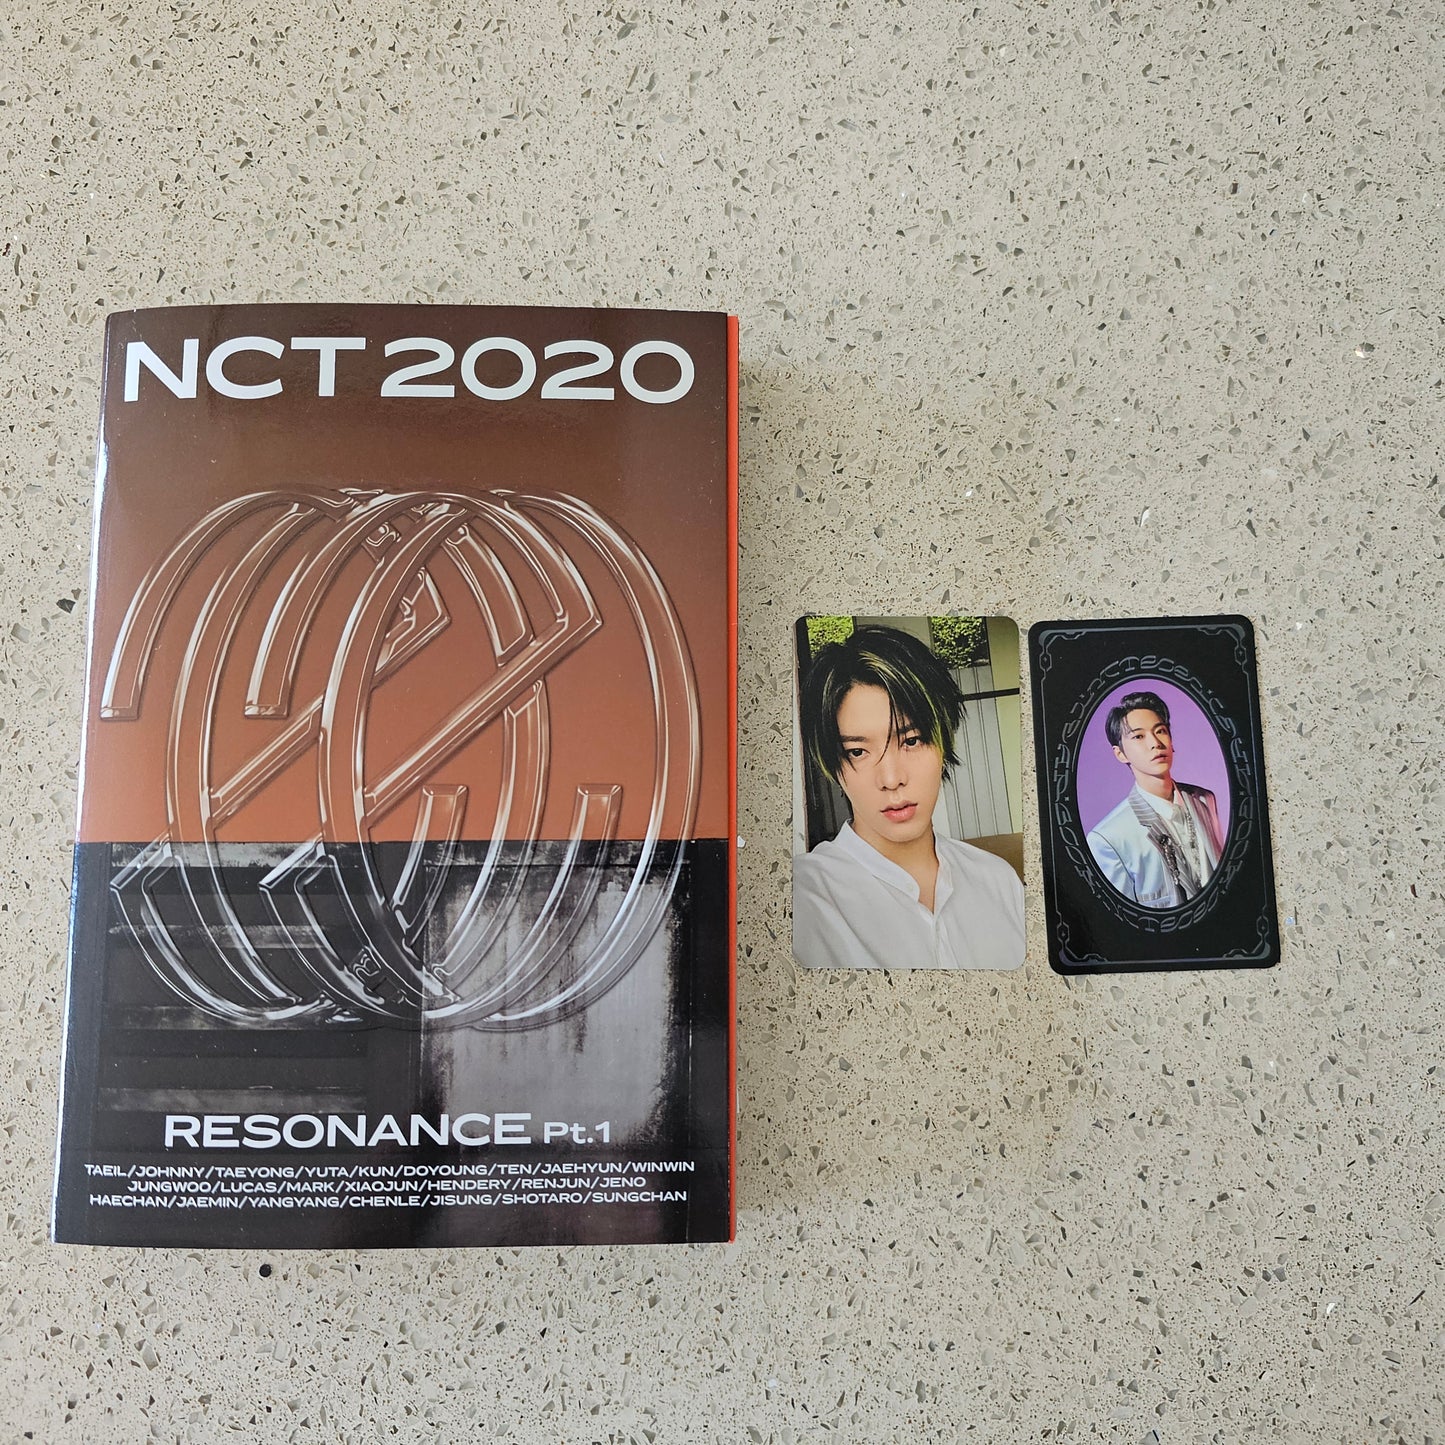 NCT 2020
RESONANCE Pt.1
TAEIL/JOHNNY/TAEYONG/YUTA/KUN/DOYOUNG/TEN/JAEHYUN/WINWIN
JUNGWOO/LUCAS/MARK/XIAOJUN/HENDERY/RENJUN/JENO
HAECHAN/JAEMIN/YANGYANG/CHENLE/JISUNG/SHOTARO/SUNGCHAN